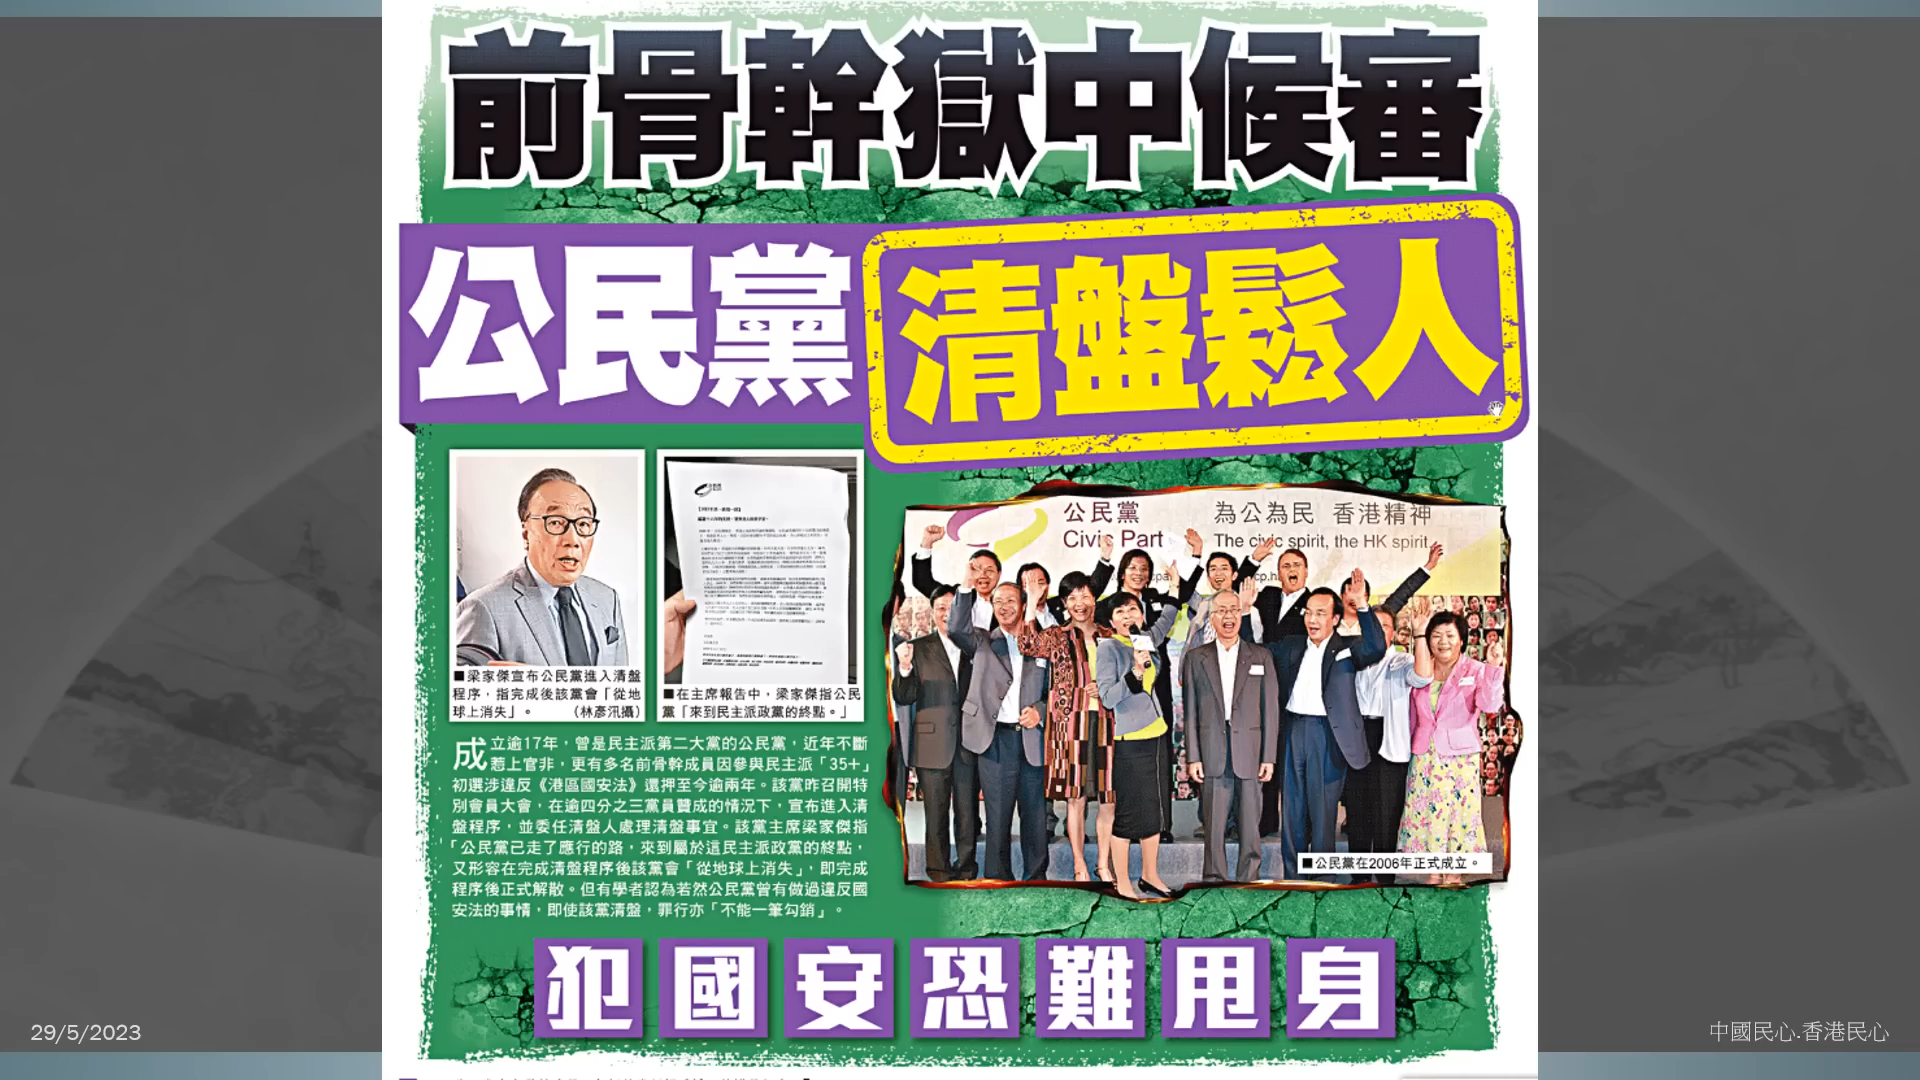 前骨幹獄中候審
公民黨
清盤鬆人
公民黨 為公為民 香港精神
Civic Part The civic spirit, the HK spirit
■梁家傑宣布公民黨進入清盤
程序，指完成後該黨會「從地
球上消失」。 （林彥汛攝）
■在主席報告中，梁家傑指公民
黨「來到民主派政黨的終點。」
成立逾17年，曾是民主派第二大黨的公民黨，近年不斷
惹上官非，更有多名前骨幹成員因參與民主派「35+」
初選涉違反《港區國安法》還押至今逾兩年。該黨昨召開特
別會員大會，在逾四分之三黨員贊成的情況下，宣布進入清
盤程序，並委任清盤人處理清盤事宜。該黨主席梁家傑指
「公民黨已走了應行的路，來到屬於這民主派政黨的終點，
又形容在完成清盤程序後該黨會「從地球上消失」，即完成
程序後正式解散。但有學者認為若然公民黨曾有做過違反國
安法的事情，即使該黨清盤，罪行亦「不能一筆勾銷」。
■公民黨在2006年正式成立。
犯國安恐難甩身
29/5/2023
中國民心.香港民心